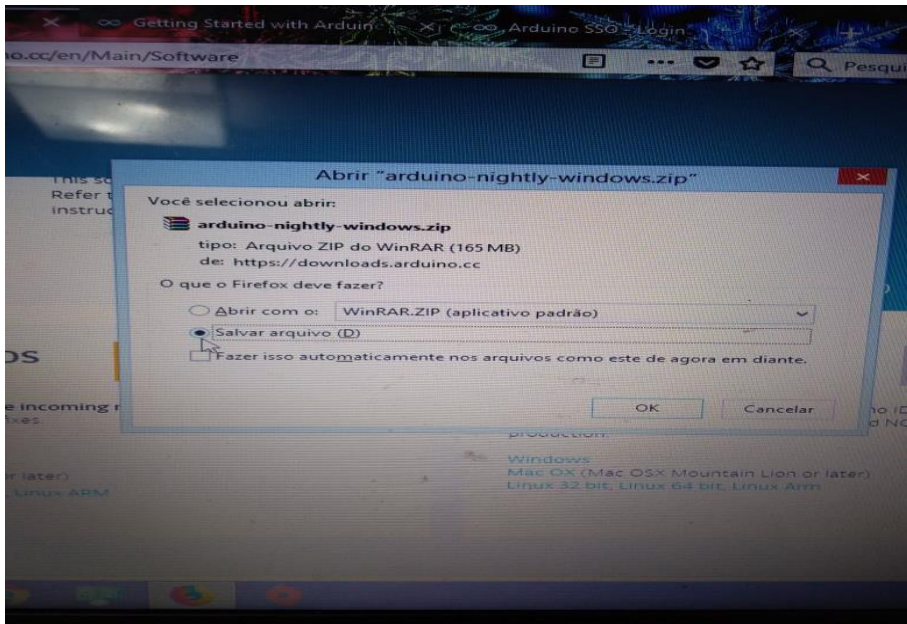 Getting Started with Arduin
Arduino SSO - Login
o.cc/en/Main/Software
Pesqui
Abrir "arduino-nightly-windows.zip"
This so
Refer t
instruc
Você selecionou abrir:
arduino-nightly-windows.zip
tipo: Arquivo ZIP do WinRAR (165 MB)
de: https://downloads.arduino.cc
O que o Firefox deve fazer?
Abrir com o: WinRAR.ZIP (aplicativo padrão)
Salvar arquivo (D)
Fazer isso automaticamente nos arquivos como este de agora em diante.
OK Cancelar
e incoming r
production.
Windows
Mac OX (Mac OSX Mountain Lion or later)
Linux 32 bit, Linux 64 bit, Linux Arm
or later)
, Linux ARM